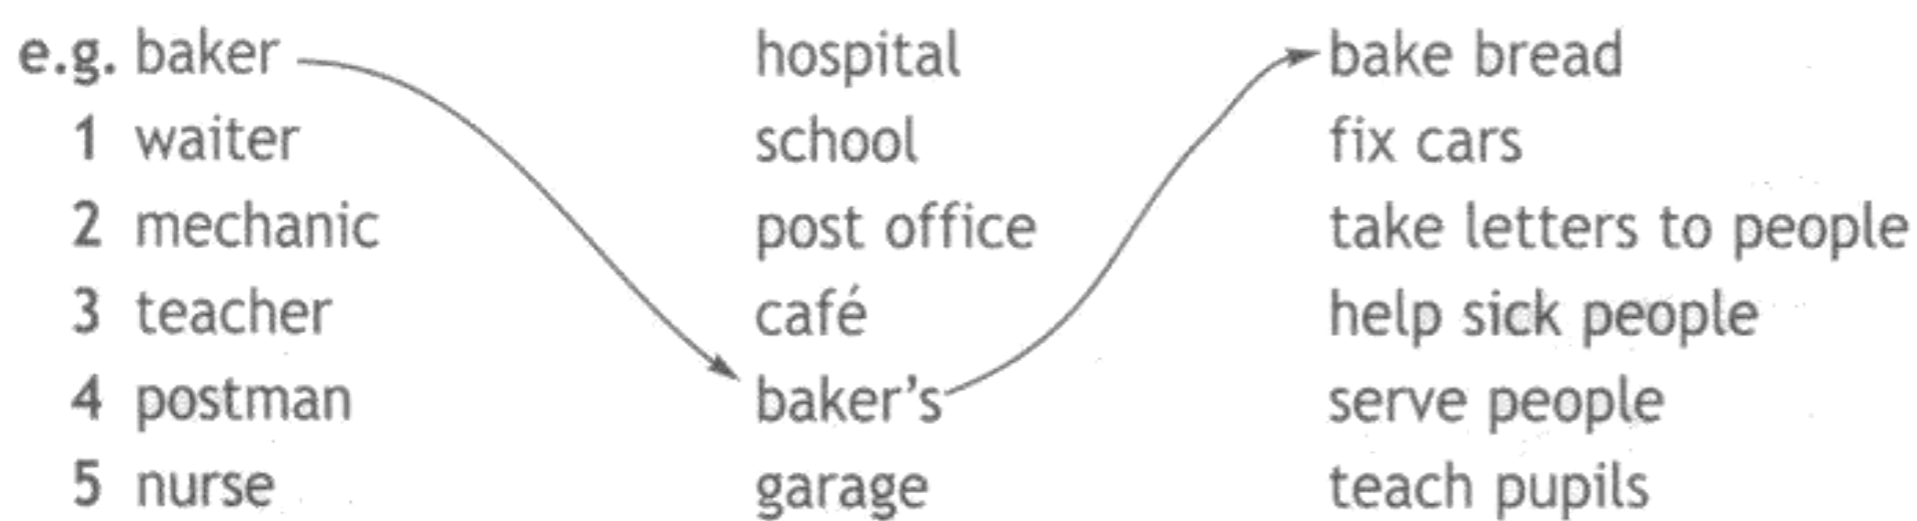 e.g. baker hospital bake bread
1 waiter school fix cars
2 mechanic post office take letters to people
3 teacher café help sick people
4 postman baker's serve people
5 nurse garage teach pupils